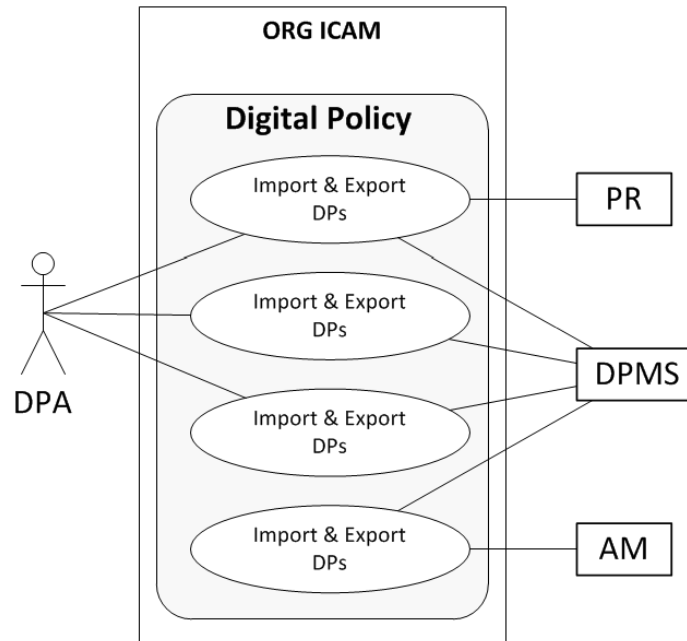 ORG ICAM
Digital Policy
Import & Export
DPs
PR
Import & Export
DPs
DPA
DPMS
Import & Export
DPs
Import & Export
DPs
AM